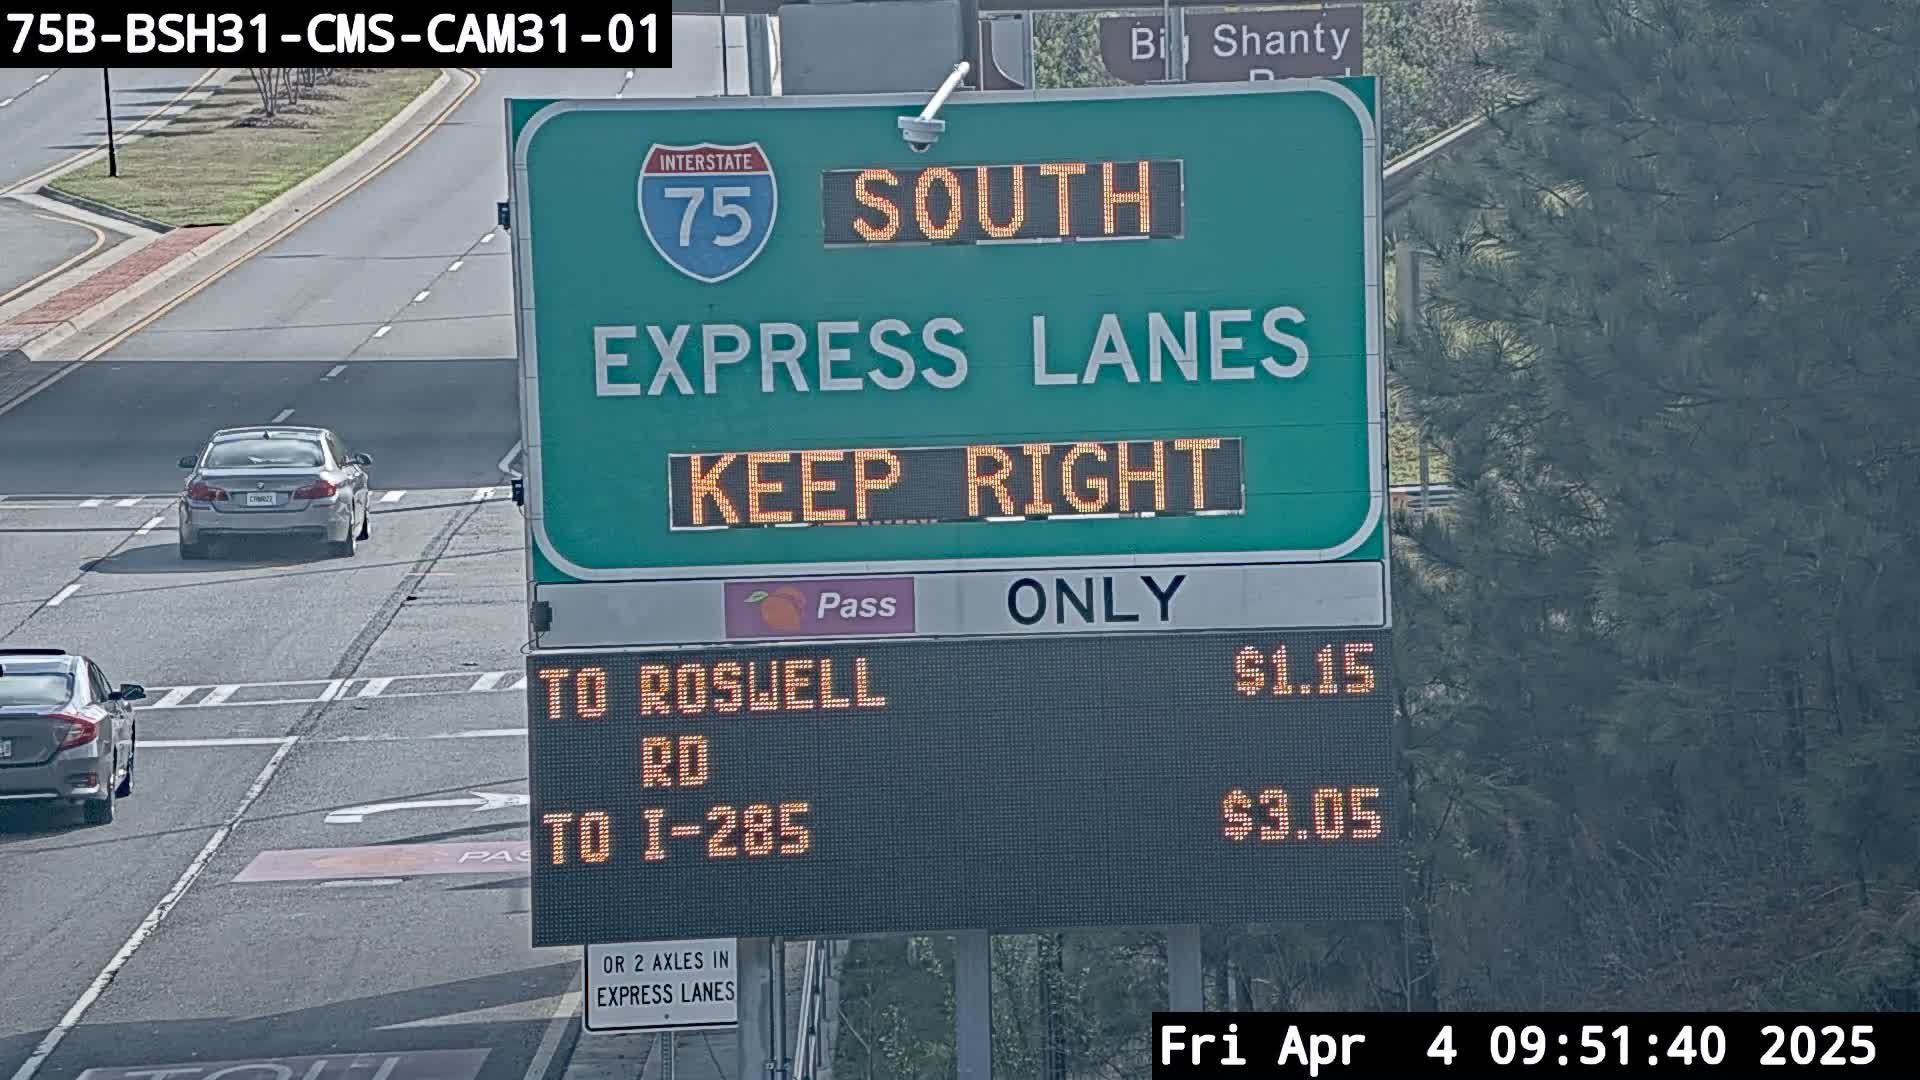 75B-BSH31-CMS-CAM31-01
Big Shanty
INTERSTATE
75
SOUTH
EXPRESS LANES
KEEP RIGHT
Pass
ONLY
TO ROSWELL $1.15
RD
TO I-285 $3.05
OR 2 AXLES IN
EXPRESS LANES
Fri Apr 4 09:51:40 2025